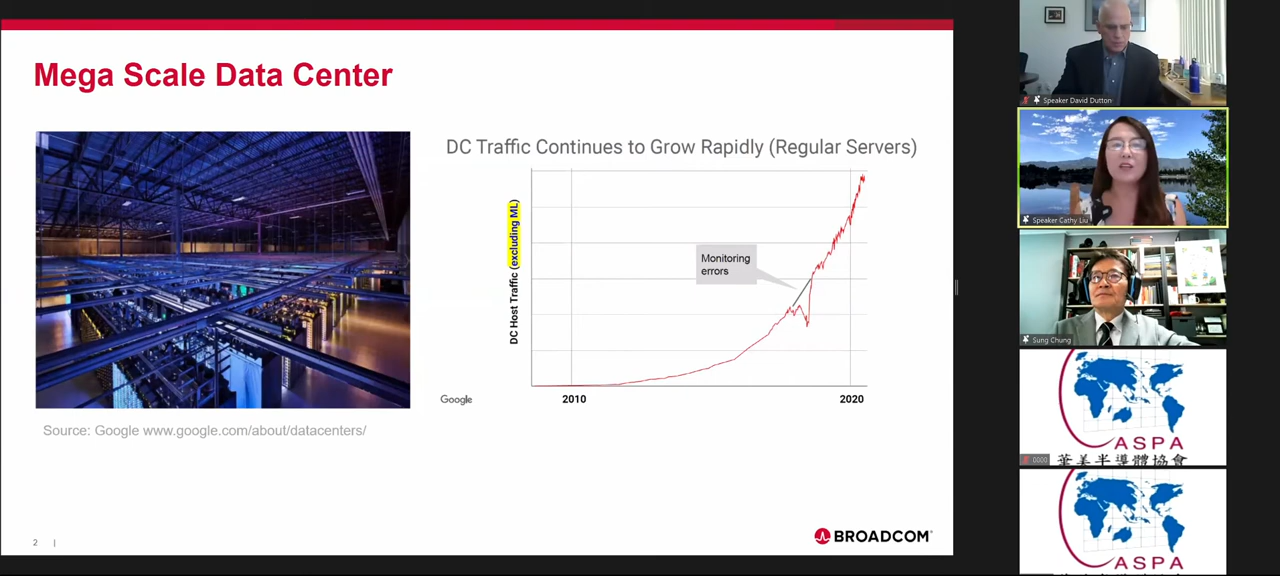 Mega Scale Data Center
DC Traffic Continues to Grow Rapidly (Regular Servers)
DC Host Traffic (excluding ML)
Monitoring
errors
Google
2010
2020
Source: Google www.google.com/about/datacenters/
2
BROADCOM
Speaker David Dutton
Speaker Cathy Liu
Sung Chung
ASPA
華美半導體協會
0000
ASPA